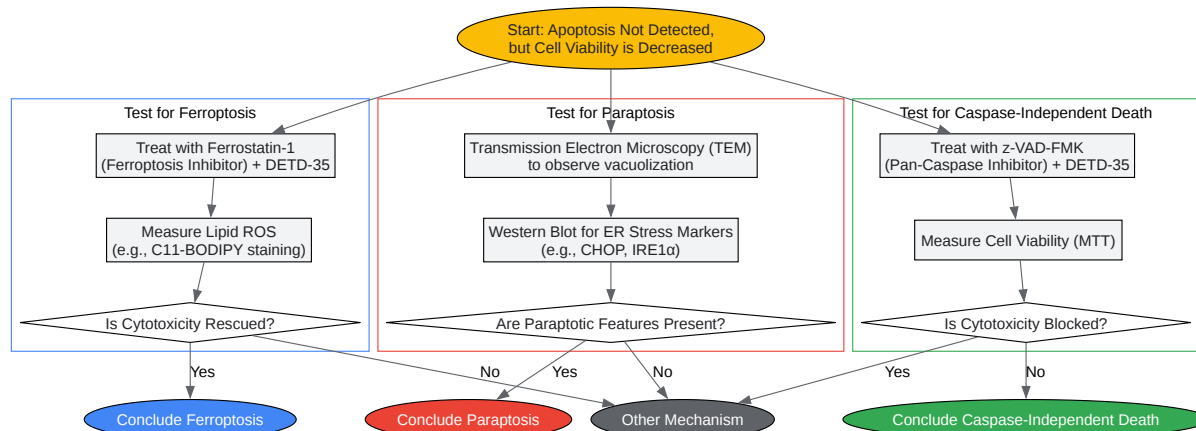 Start: Apoptosis Not Detected,
but Cell Viability is Decreased
Test for Ferroptosis
Treat with Ferrostatin-1
(Ferroptosis Inhibitor) + DETD-35
Measure Lipid ROS
(e.g., C11-BODIPY staining)
Is Cytotoxicity Rescued?
Test for Paraptosis
Transmission Electron Microscopy (TEM)
to observe vacuolization
Western Blot for ER Stress Markers
(e.g., CHOP, IRE1α)
Are Paraptotic Features Present?
Test for Caspase-Independent Death
Treat with z-VAD-FMK
(Pan-Caspase Inhibitor) + DETD-35
Measure Cell Viability (MTT)
Is Cytotoxicity Blocked?
Yes
No
Yes
No
Yes
No
Conclude Ferroptosis
Conclude Paraptosis
Other Mechanism
Conclude Caspase-Independent Death